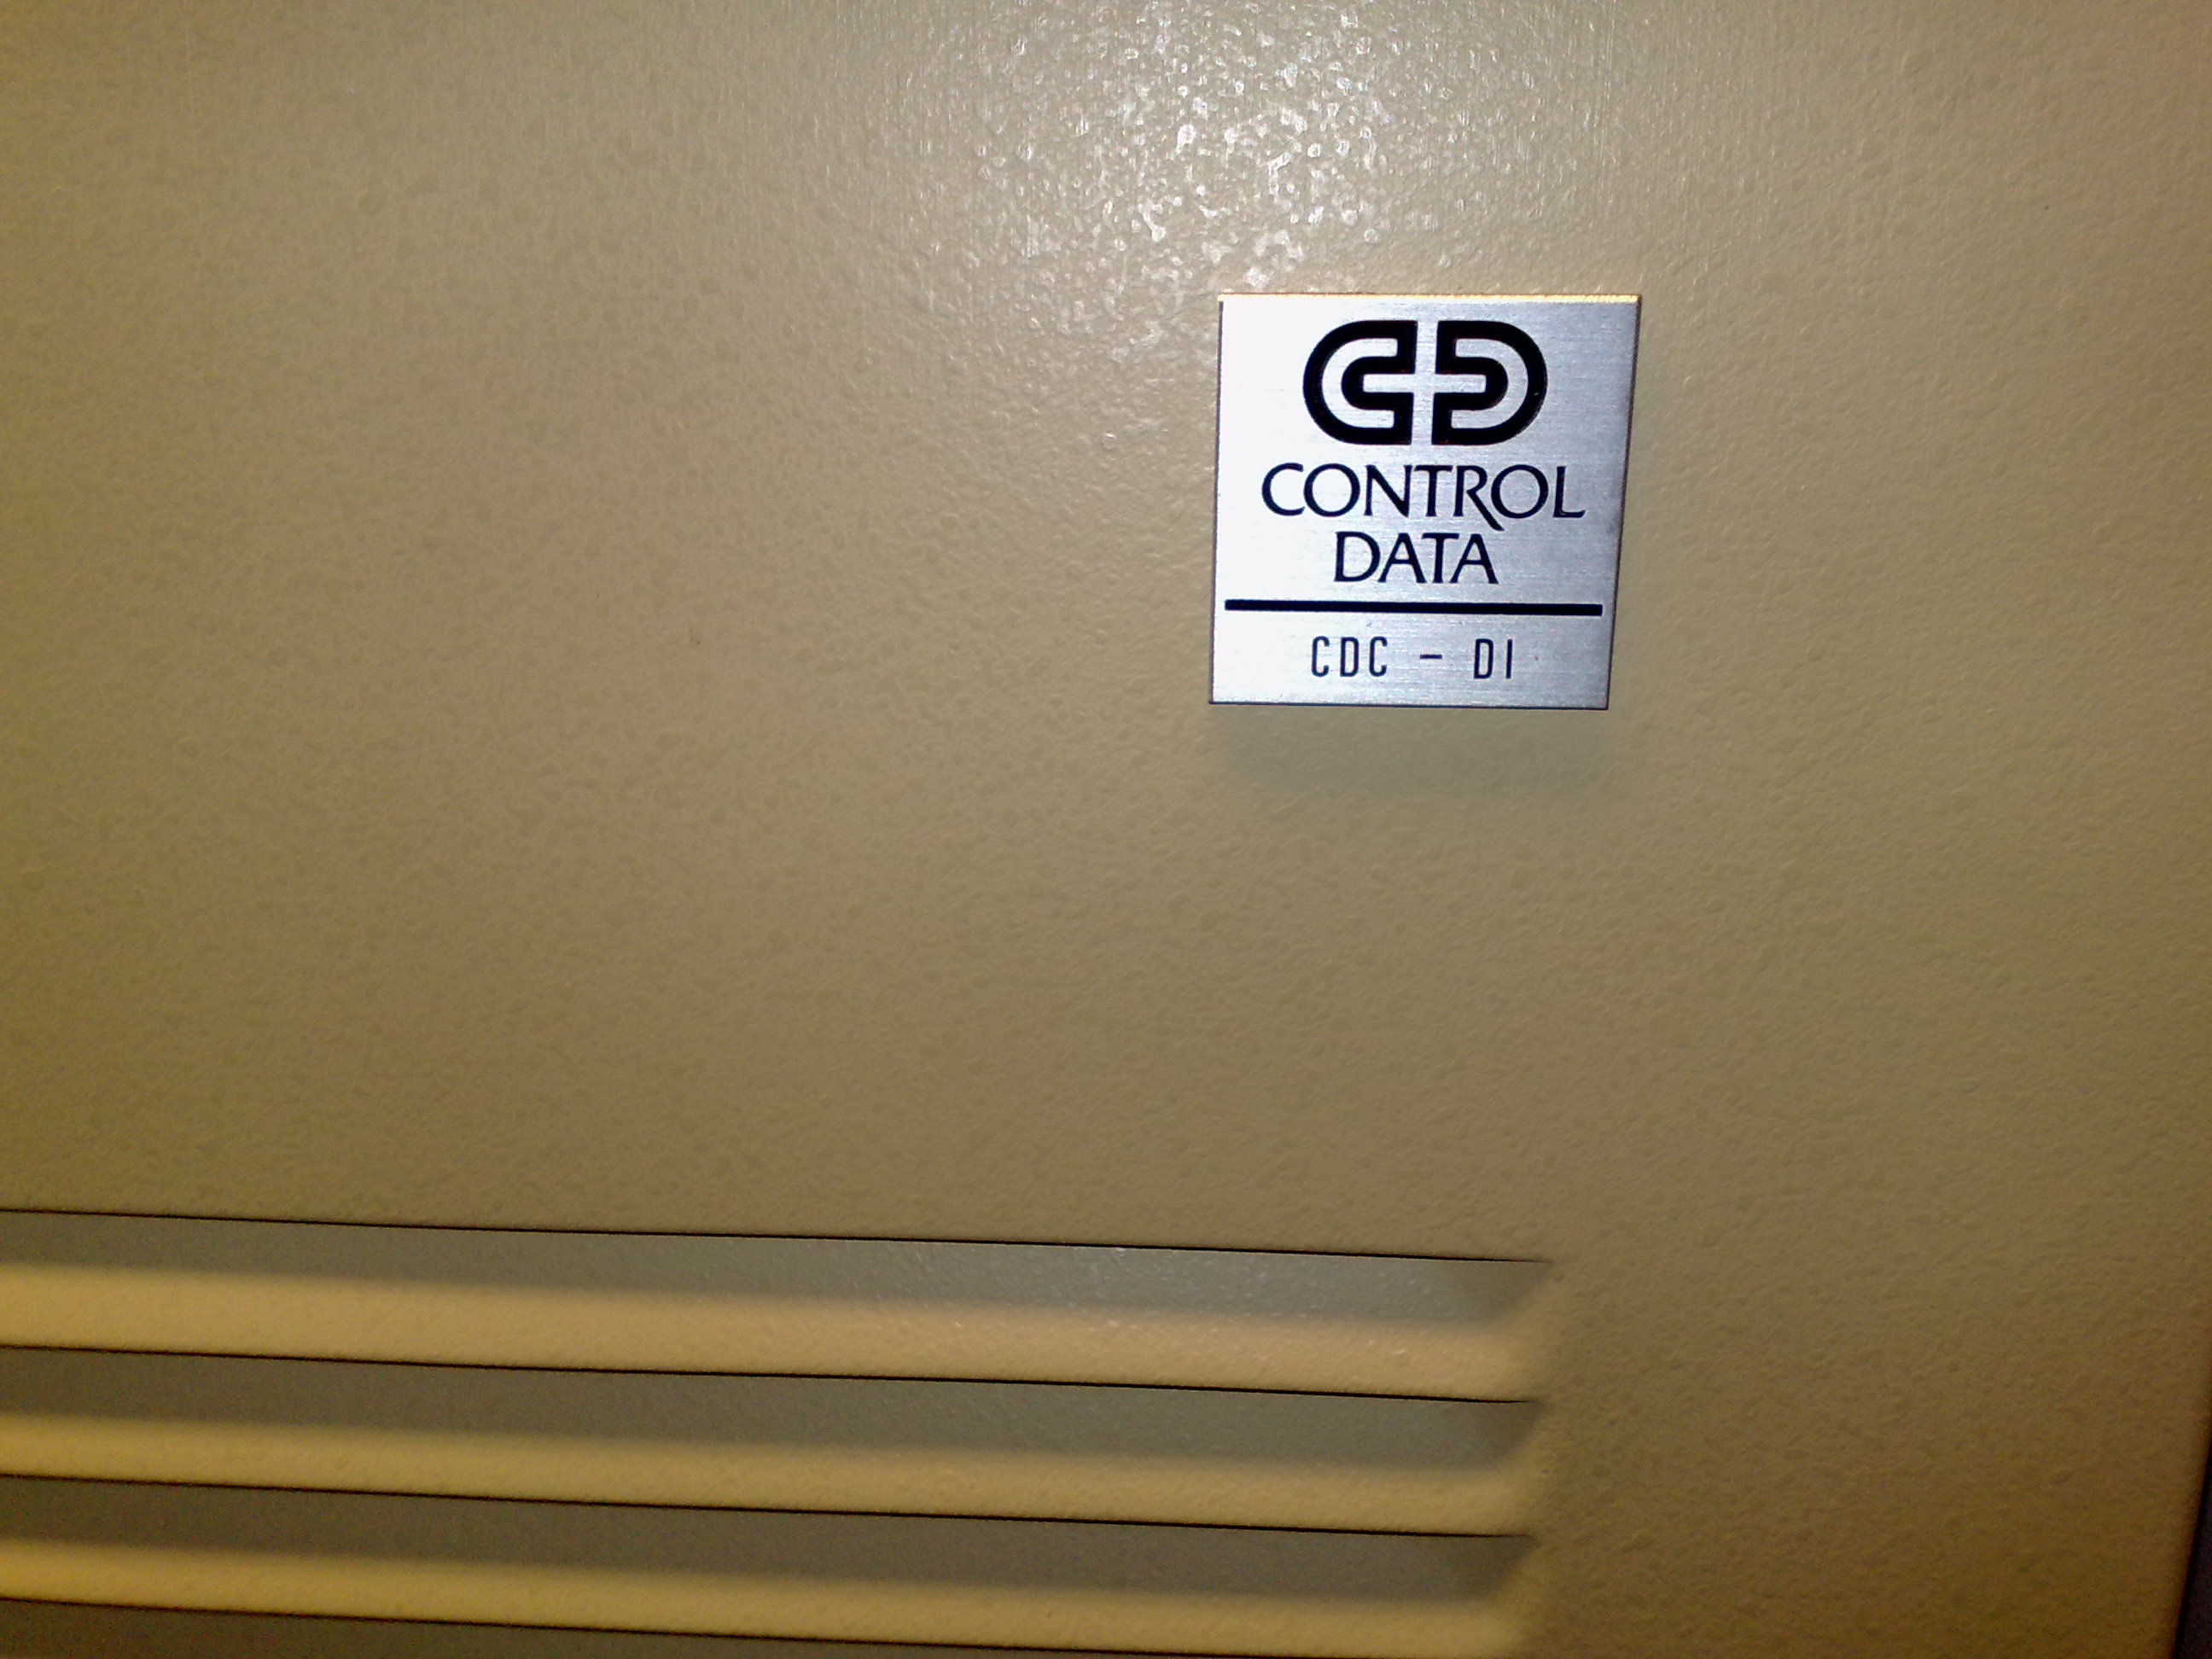 CONTROL
DATA
CDC - DI